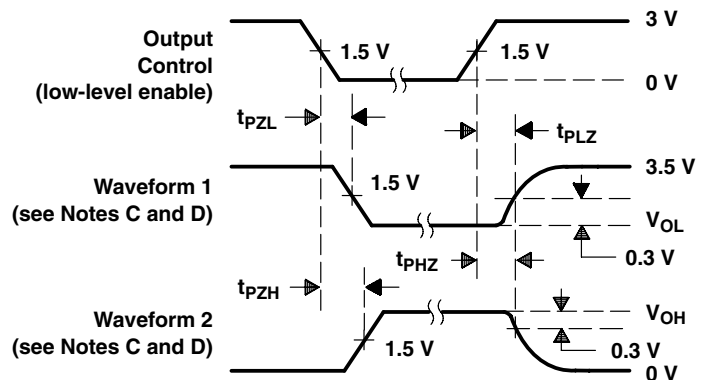 3 V
Output
Control
(low-level enable)
1.5 V
1.5 V
0 V
tPZL
tPLZ
3.5 V
Waveform 1
(see Notes C and D)
1.5 V
VOL
tPHZ
0.3 V
tPZH
Waveform 2
(see Notes C and D)
VOH
1.5 V
0.3 V
0 V